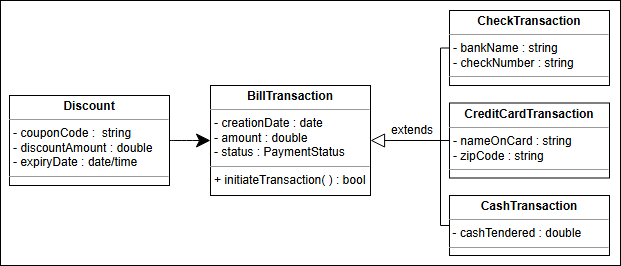 Discount
- couponCode : string
- discountAmount : double
- expiryDate : date/time
BillTransaction
- creationDate : date
- amount : double
- status : PaymentStatus
+ initiateTransaction( ) : bool
extends
CheckTransaction
- bankName : string
- checkNumber : string
CreditCardTransaction
- nameOnCard : string
- zipCode : string
CashTransaction
- cashTendered : double